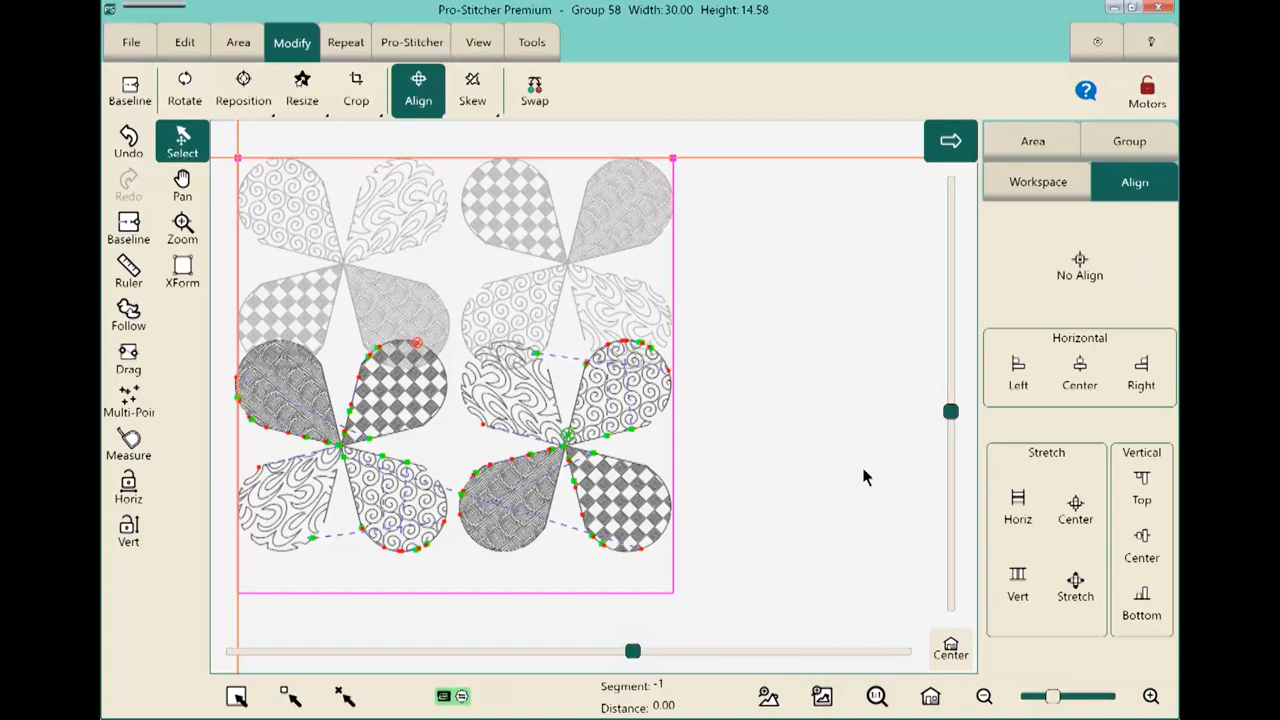 Pro-Stitcher Premium - Group 58 Width:30.00 Height:14.58
File Edit Area Modify Repeat Pro-Stitcher View Tools
Baseline Rotate Reposition Resize Crop Align Skew Swap Motors
Undo Select
Redo Pan
Baseline Zoom
Ruler XForm
Follow
Drag
Multi-Poi
Measure
Horiz
Vert
Area Group
Workspace Align
No Align
Horizontal
Left Center Right
Stretch Vertical
Top
Horiz Center
Center
Vert Stretch
Bottom
Center
Segment: -1
Distance: 0.00